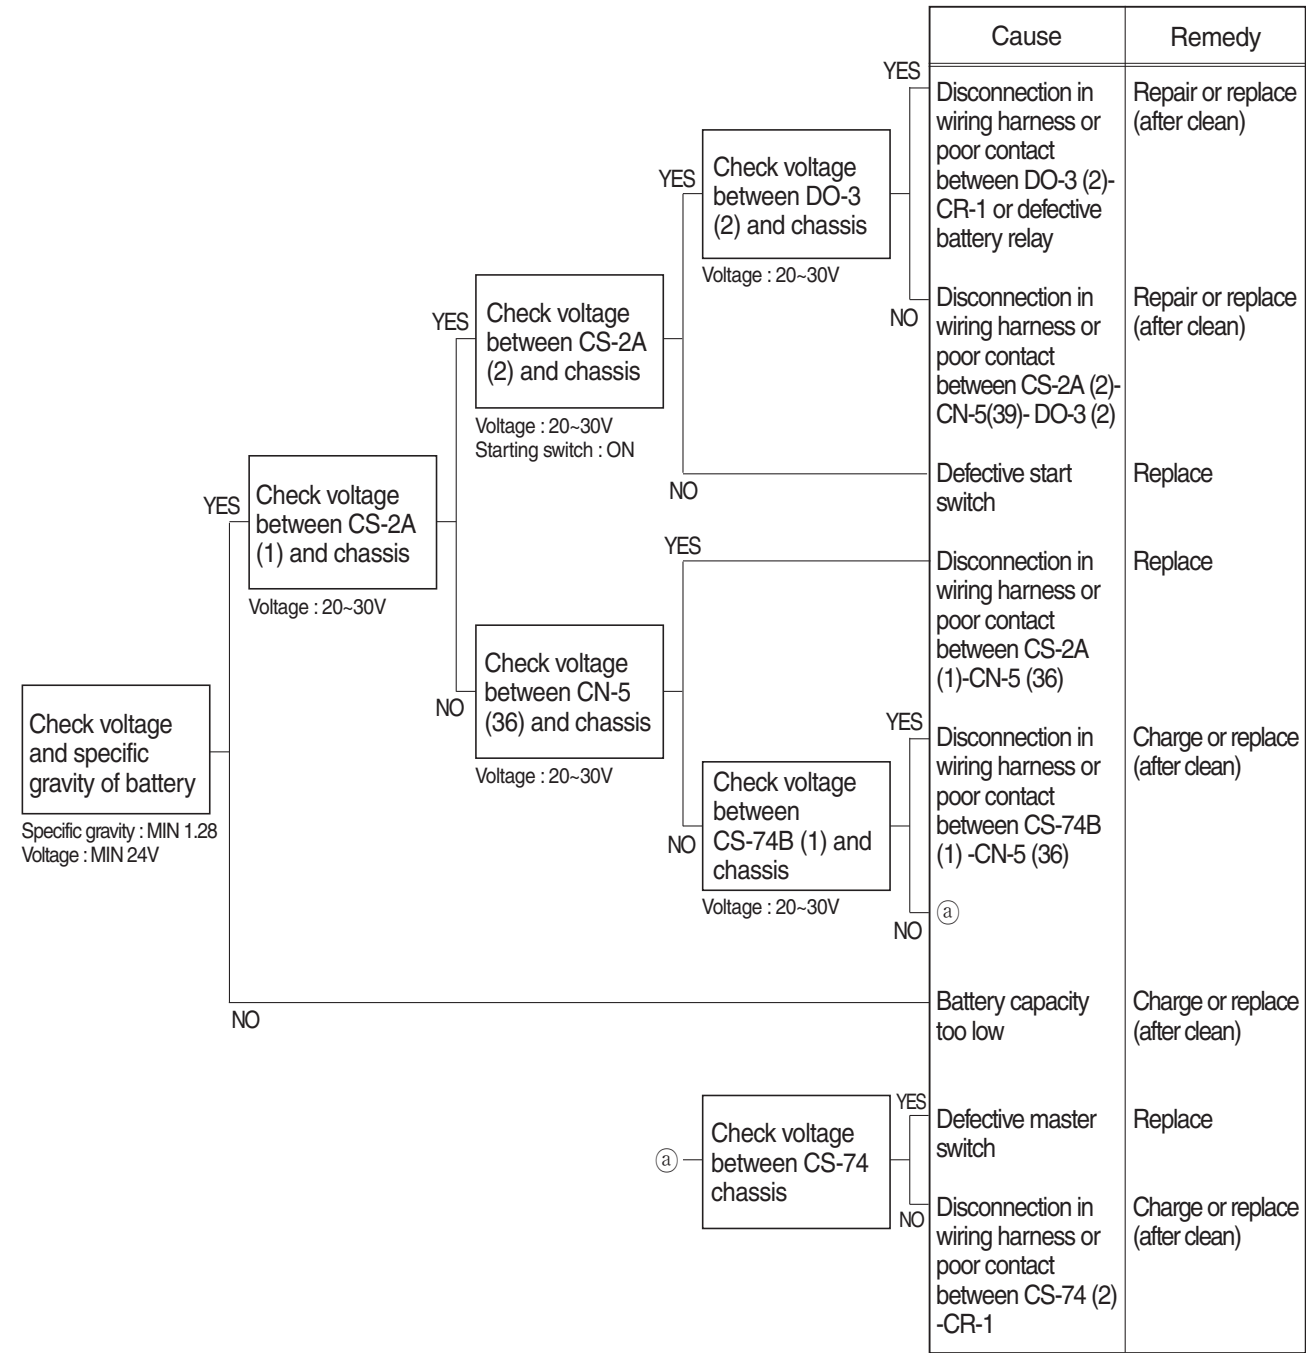 Cause
Remedy
YES
Disconnection in
wiring harness or
poor contact
between DO-3 (2)-
CR-1 or defective
battery relay
Repair or replace
(after clean)
YES
Check voltage
between DO-3
(2) and chassis
Voltage : 20~30V
NO
Disconnection in
wiring harness or
poor contact
between CS-2A (2)-
CN-5(39)- DO-3 (2)
Repair or replace
(after clean)
YES
Check voltage
between CS-2A
(2) and chassis
Voltage : 20~30V
Starting switch : ON
NO
Defective start
switch
Replace
YES
Check voltage
between CS-2A
(1) and chassis
Voltage : 20~30V
YES
Disconnection in
wiring harness or
poor contact
between CS-2A
(1)-CN-5 (36)
Replace
NO
Check voltage
between CN-5
(36) and chassis
Voltage : 20~30V
Check voltage
and specific
gravity of battery
Specific gravity : MIN 1.28
Voltage : MIN 24V
YES
Disconnection in
wiring harness or
poor contact
between CS-74B
(1) -CN-5 (36)
Charge or replace
(after clean)
NO
Check voltage
between
CS-74B (1) and
chassis
Voltage : 20~30V
NO
ⓐ
NO
Battery capacity
too low
Charge or replace
(after clean)
ⓐ
Check voltage
between CS-74
chassis
YES
Defective master
switch
Replace
NO
Disconnection in
wiring harness or
poor contact
between CS-74 (2)
-CR-1
Charge or replace
(after clean)